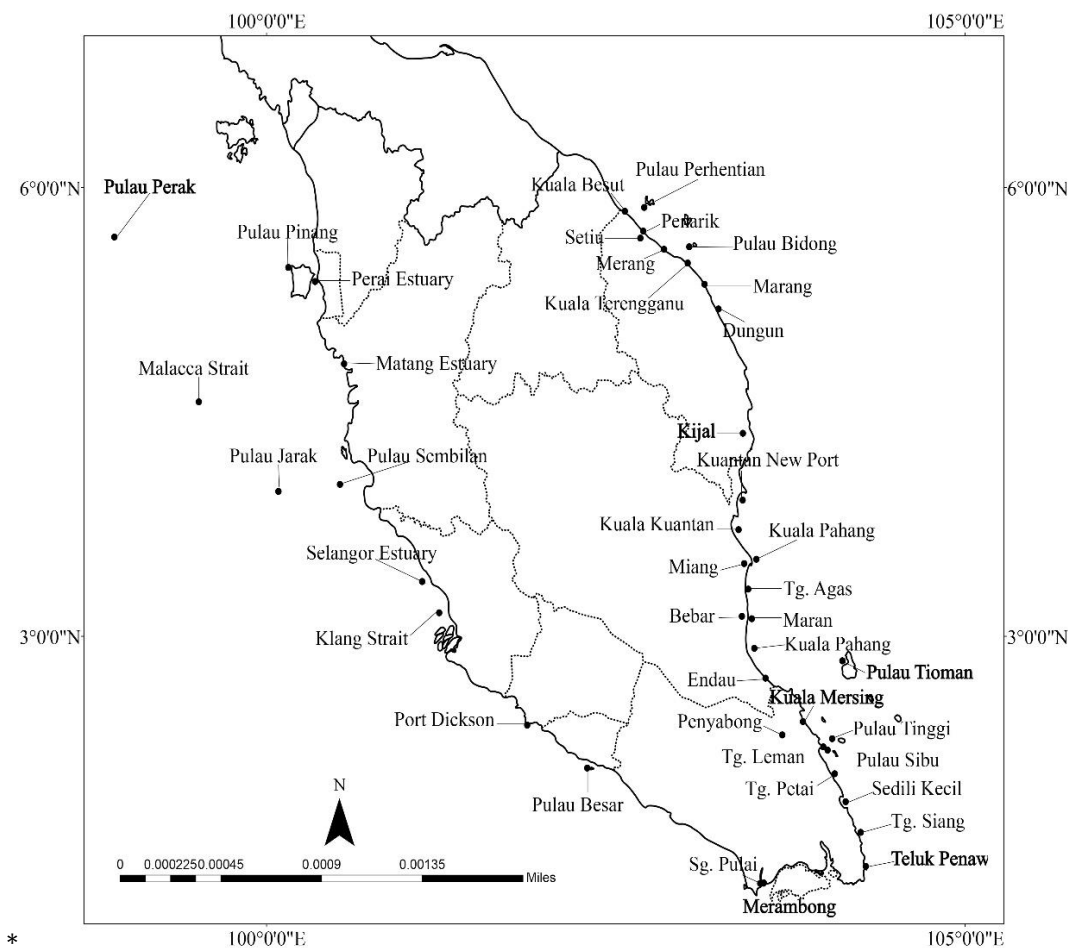 100°0'0"E 105°0'0"E
6°0'0"N 6°0'0"N
Pulau Perak
Pulau Perhentian
Kuala Besut
Penarik
Pulau Pinang
Setiu
Pulau Bidong
Merang
Perai Estuary
Marang
Kuala Terengganu
Dungun
Matang Estuary
Malacca Strait
Kijal
Pulau Jarak
Pulau Sembilan
Kuantan New Port
Kuala Kuantan
Kuala Pahang
Selangor Estuary
Miang
Tg. Agas
Bebar
Maran
Klang Strait
3°0'0"N 3°0'0"N
Kuala Pahang
Pulau Tioman
Endau
Kuala Mersing
Port Dickson
Penyabong
Pulau Tinggi
Tg. Leman
Pulau Sibu
N
Tg. Petai
Sedili Kecil
Pulau Besar
Tg. Siang
0 0.0002250.00045 0.0009 0.00135
Miles
Sg. Pulai
Teluk Penaw
Merambong
* 100°0'0"E 105°0'0"E